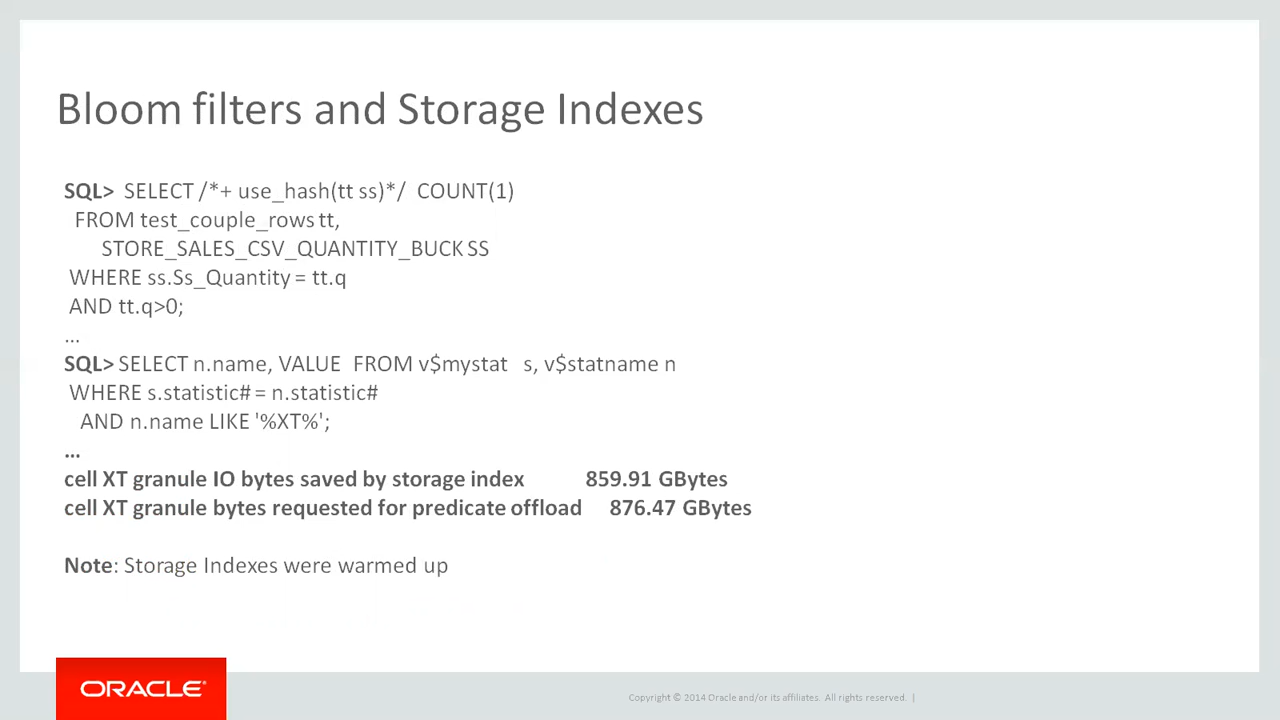 Bloom filters and Storage Indexes
SQL> SELECT /*+ use_hash(tt ss)*/ COUNT(1)
FROM test_couple_rows tt,
STORE_SALES_CSV_QUANTITY_BUCK SS
WHERE ss.Ss_Quantity = tt.q
AND tt.q>0;
...
SQL> SELECT n.name, VALUE FROM v$mystat s, v$statname n
WHERE s.statistic# = n.statistic#
AND n.name LIKE '%XT%';
...
cell XT granule IO bytes saved by storage index 859.91 GBytes
cell XT granule bytes requested for predicate offload 876.47 GBytes
Note: Storage Indexes were warmed up
ORACLE®
Copyright © 2014 Oracle and/or its affiliates. All rights reserved. |